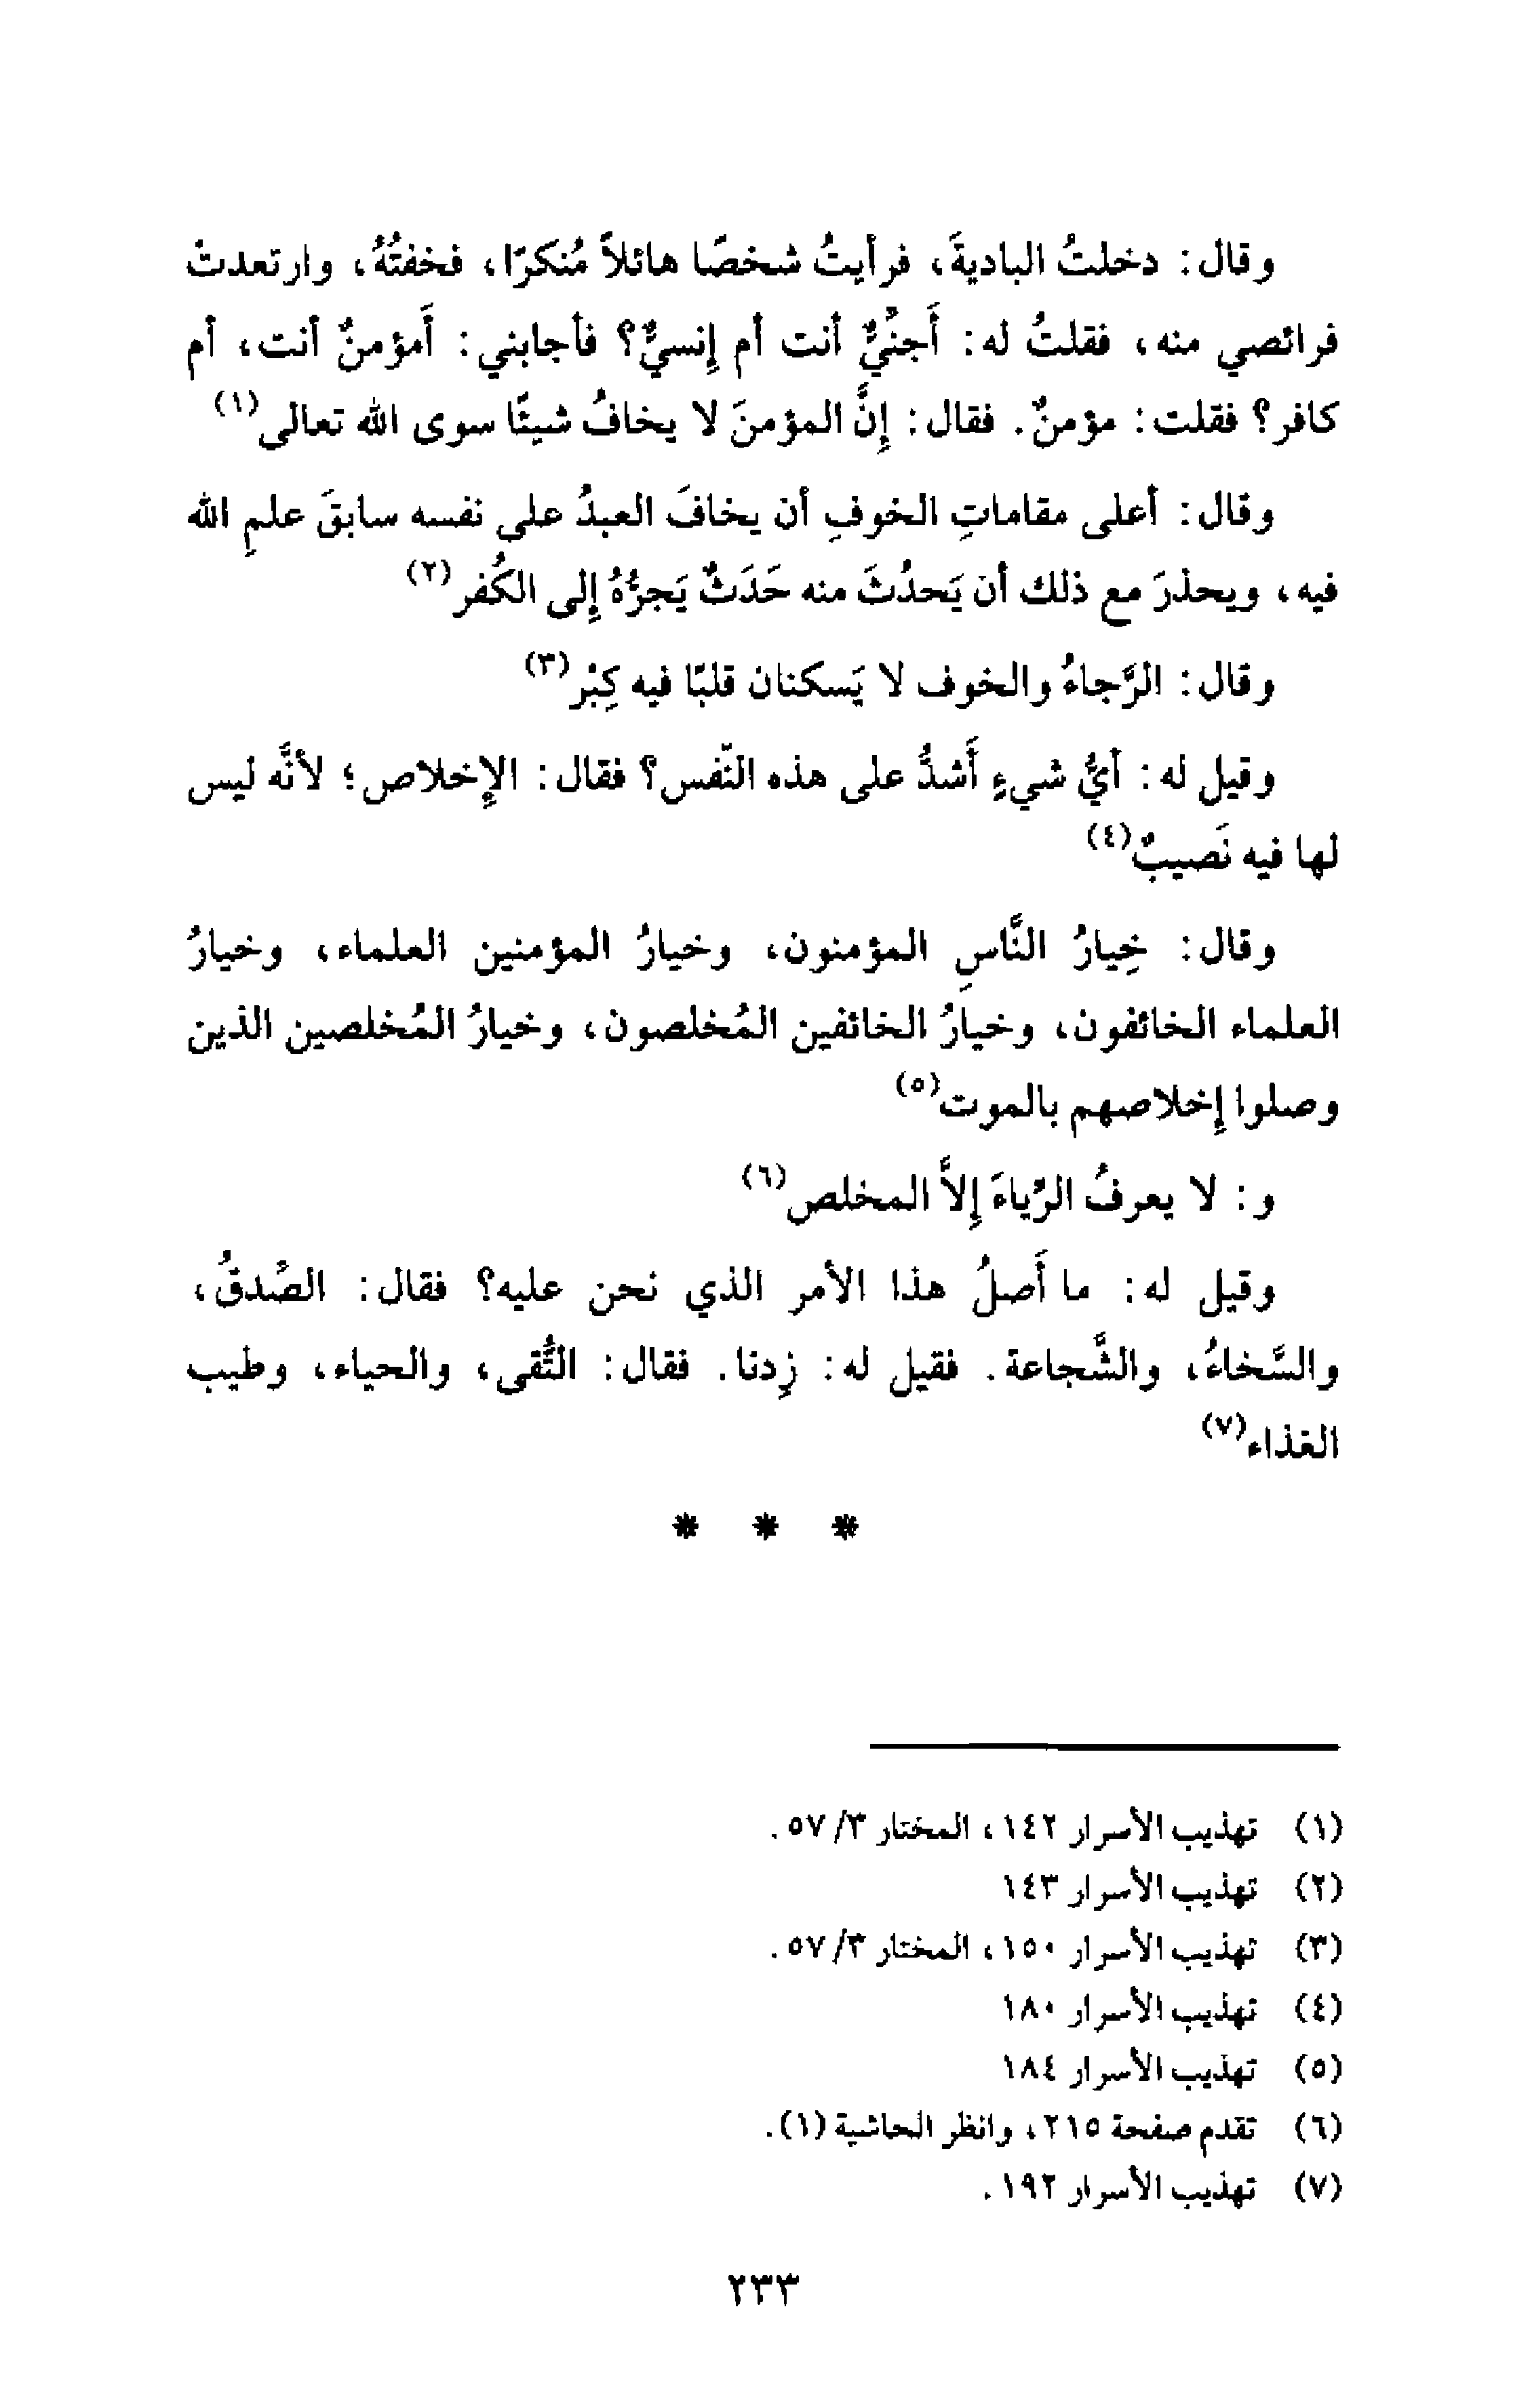 وقال: دخلتُ الباديةَ، فرأيتُ شخصًا هائلاً مُنكرًا، فخفتُهُ، وارتعدتْ
فرائصي منه، فقلتُ له: أَجنِّيٌّ أنت أم إنسيٌّ؟ فأجابني: أَمؤمنٌ أنت، أم
كافر؟ فقلت: مؤمنٌ. فقال: إنَّ المؤمنَ لا يخافُ شيئًا سوى الله تعالى(١)
وقال: أعلى مقاماتِ الخوفِ أن يخافَ العبدُ على نفسه سابقَ علمِ الله
فيه، ويحذرَ مع ذلك أن يَحدُثَ منه حَدَثٌ يَجرُّهُ إلى الكُفر(٢)
وقال: الرَّجاءُ والخوف لا يَسكنان قلبًا فيه كِبْر(٣)
وقيل له: أيُّ شيءٍ أَشدُّ على هذه النَّفس؟ فقال: الإخلاص؛ لأنَّه ليس
لها فيه نَصيبٌ(٤)
وقال: خِيارُ النَّاسِ المؤمنون، وخيارُ المؤمنين العلماء، وخيارُ
العلماء الخائفون، وخيارُ الخائفين المُخلصون، وخيارُ المُخلصين الذين
وصلوا إخلاصهم بالموت(٥)
و: لا يعرفُ الرِّياءَ إلاَّ المخلص(٦)
وقيل له: ما أَصلُ هذا الأمر الذي نحن عليه؟ فقال: الصِّدقُ،
والسَّخاءُ، والشَّجاعة. فقيل له: زِدنا. فقال: التُّقى، والحياء، وطيب
الغذاء(٧)
* * *
(١) تهذيب الأسرار ١٤٢، المختار ٣/ ٥٧.
(٢) تهذيب الأسرار ١٤٣
(٣) تهذيب الأسرار ١٥٠، المختار ٣/ ٥٧.
(٤) تهذيب الأسرار ١٨٠
(٥) تهذيب الأسرار ١٨٤
(٦) تقدم صفحة ٢١٥، وانظر الحاشية (١).
(٧) تهذيب الأسرار ١٩٢.
٢٣٣